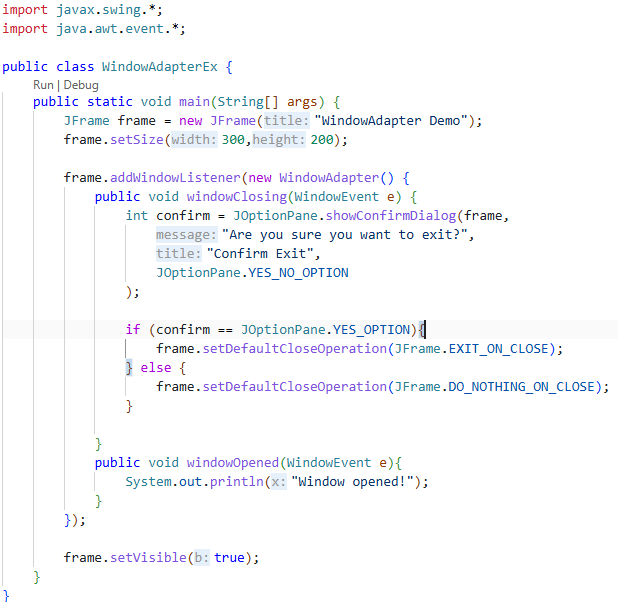 import javax.swing.*;
import java.awt.event.*;
public class WindowAdapterEx {
Run | Debug
public static void main(String[] args) {
JFrame frame = new JFrame(title: "WindowAdapter Demo");
frame.setSize(width: 300,height: 200);
frame.addWindowListener(new WindowAdapter() {
public void windowClosing(WindowEvent e) {
int confirm = JOptionPane.showConfirmDialog(frame,
message: "Are you sure you want to exit?",
title: "Confirm Exit",
JOptionPane.YES_NO_OPTION
);
if (confirm == JOptionPane.YES_OPTION){
frame.setDefaultCloseOperation(JFrame.EXIT_ON_CLOSE);
} else {
frame.setDefaultCloseOperation(JFrame.DO_NOTHING_ON_CLOSE);
}
}
public void windowOpened(WindowEvent e){
System.out.println(x: "Window opened!");
}
});
frame.setVisible(b: true);
}
}